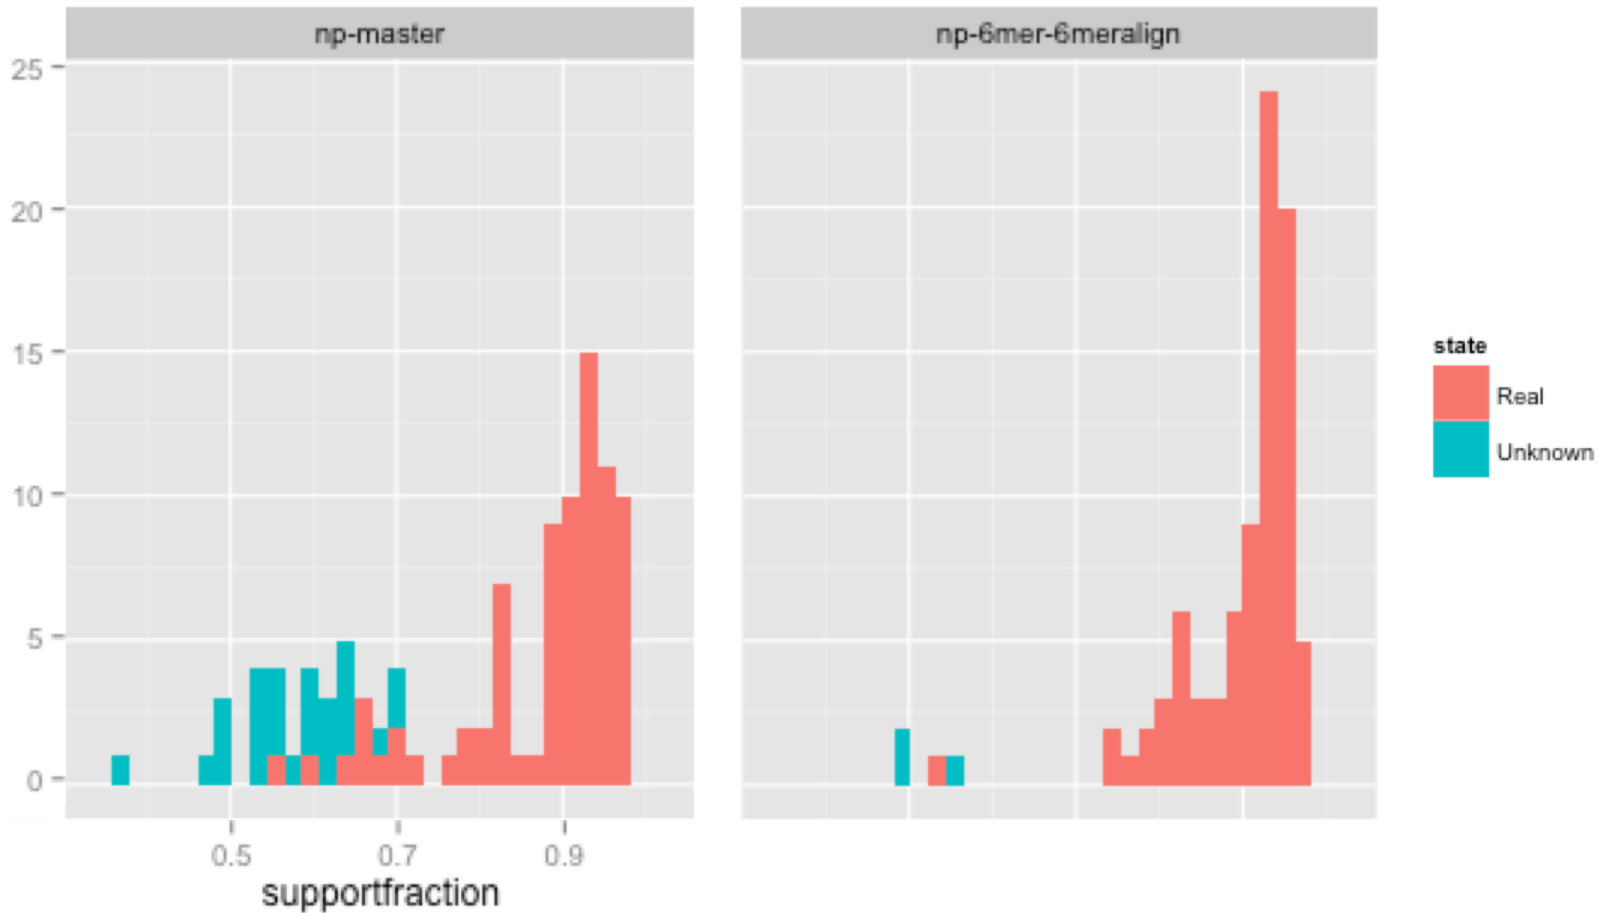 np-master
np-6mer-6meralign
25
20
15
10
5
0
0.5 0.7 0.9
supportfraction
state
Real
Unknown